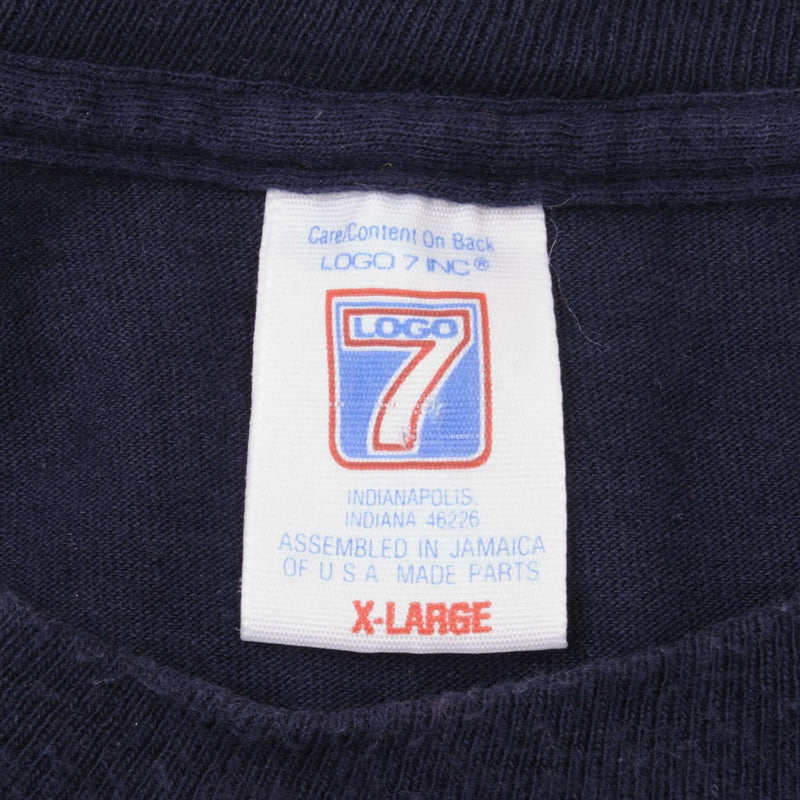 Care/Content On Back
LOGO 7 INC®
LOGO
7
INDIANAPOLIS,
INDIANA 46226
ASSEMBLED IN JAMAICA
OF U S A MADE PARTS
X-LARGE